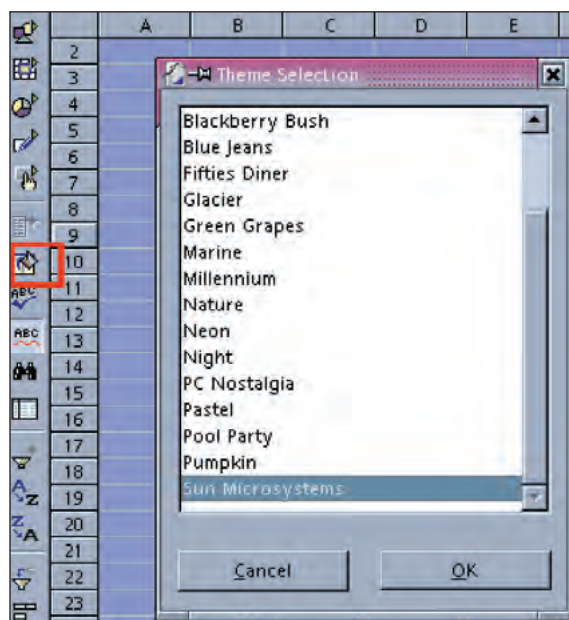 A B C D E
2
3
4
5
6
7
8
9
10
11
12
13
14
15
16
17
18
19
20
21
22
23
ABC
ABC
A
Z
Z
A
Theme Selection
Blackberry Bush
Blue Jeans
Fifties Diner
Glacier
Green Grapes
Marine
Millennium
Nature
Neon
Night
PC Nostalgia
Pastel
Pool Party
Pumpkin
Sun Microsystems
Cancel OK